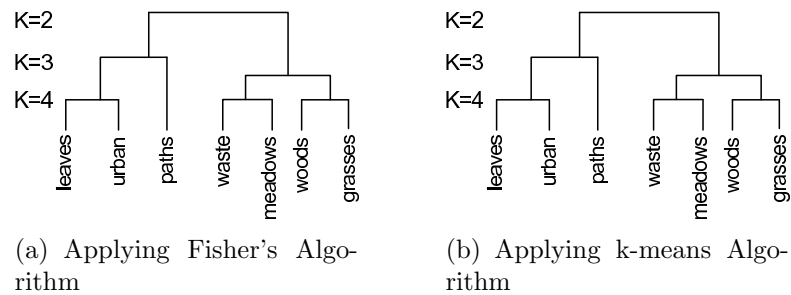 K=2
K=3
K=4
leaves
urban
paths
waste
meadows
woods
grasses
(a) Applying Fisher's Algo-
rithm
K=2
K=3
K=4
leaves
urban
paths
waste
meadows
woods
grasses
(b) Applying k-means Algo-
rithm